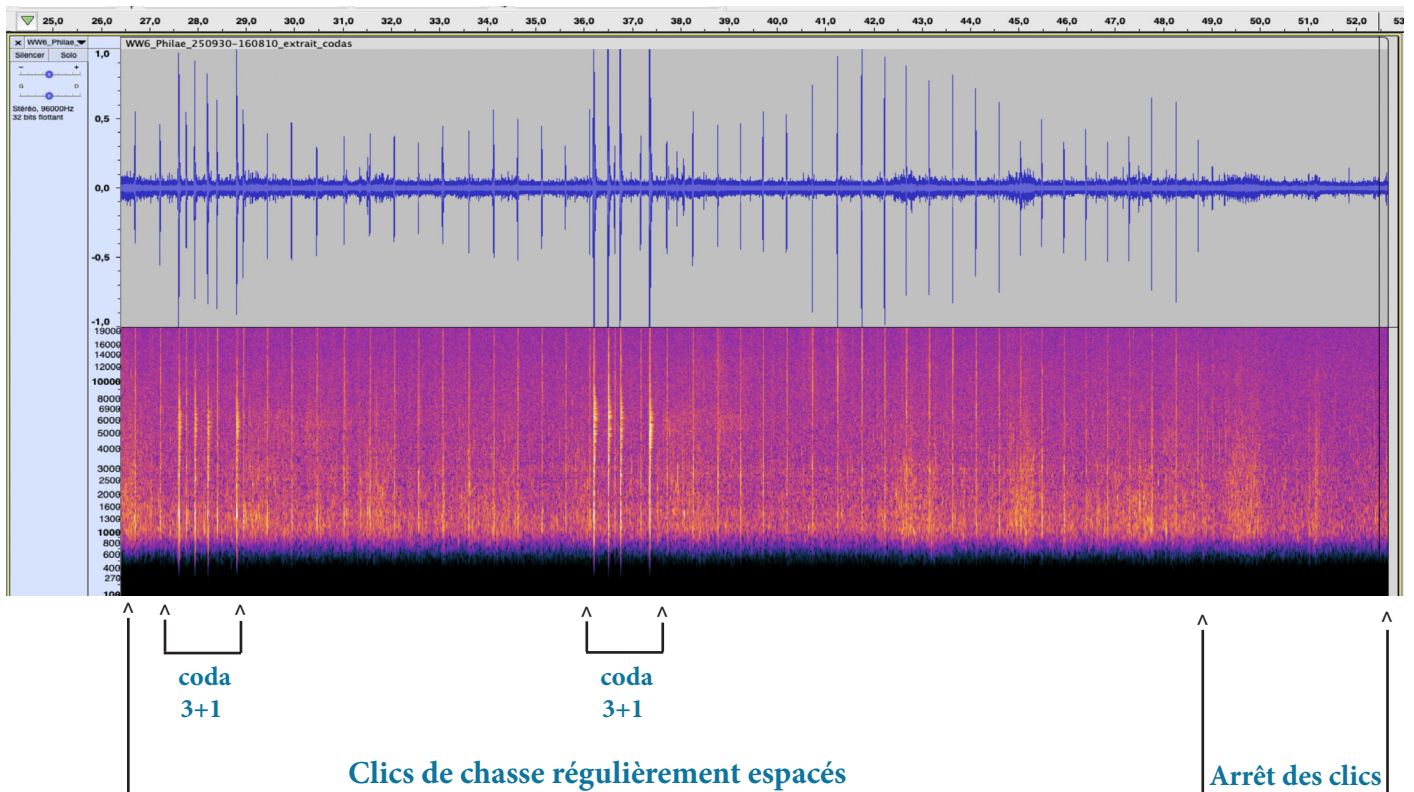 25,0 26,0 27,0 28,0 29,0 30,0 31,0 32,0 33,0 34,0 35,0 36,0 37,0 38,0 39,0 40,0 41,0 42,0 43,0 44,0 45,0 46,0 47,0 48,0 49,0 50,0 51,0 52,0 53
× WW6_Philae_
WW6_Philae_250930-160810_extrait_codas
Silencer Solo
- +
G D
Stéréo, 96000Hz
32 bits flottant
1,0
0,5
0,0
-0,5
-1,0
19000
16000
14000
12000
10000
8000
6900
6000
5000
4000
3000
2500
2000
1600
1300
1000
800
600
400
270
100
coda
3+1
coda
3+1
Clics de chasse régulièrement espacés
Arrêt des clics